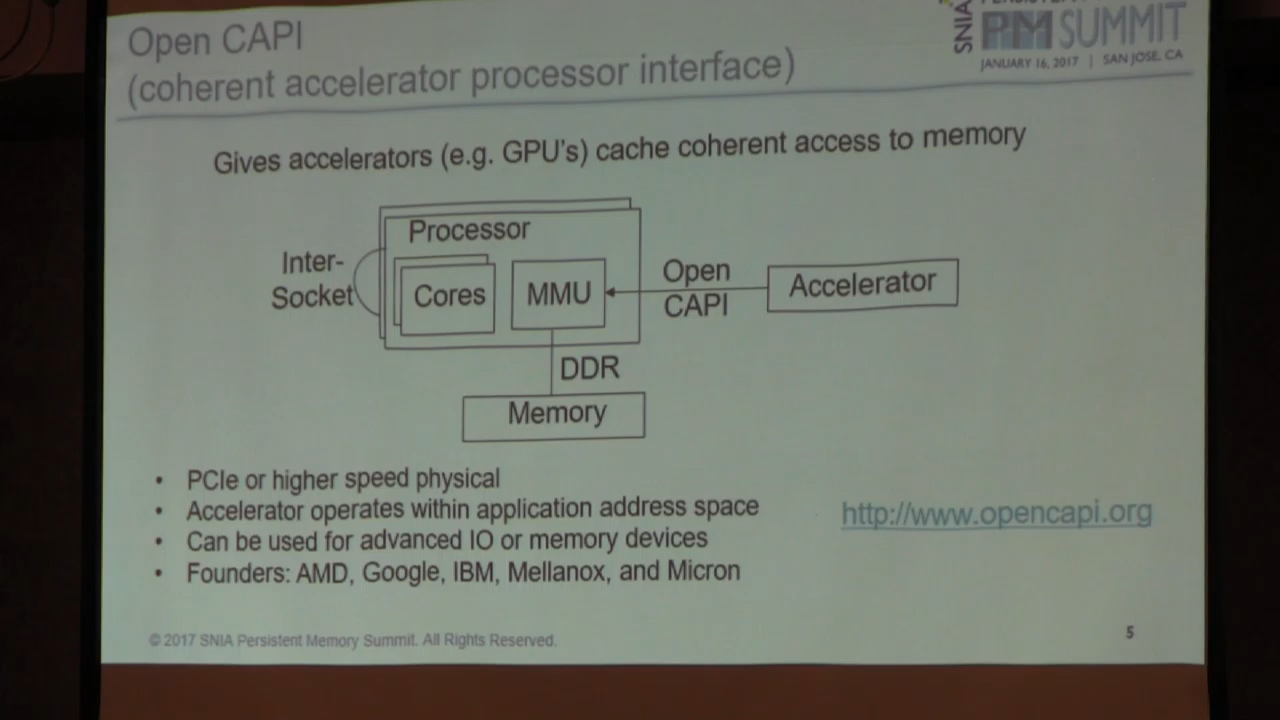 Open CAPI
(coherent accelerator processor interface)
SNIA
PM SUMMIT
JANUARY 16, 2017 | SAN JOSE, CA
Gives accelerators (e.g. GPU's) cache coherent access to memory
Processor
Inter-
Socket
Cores
MMU
Open
CAPI
Accelerator
DDR
Memory
• PCIe or higher speed physical
• Accelerator operates within application address space
• Can be used for advanced IO or memory devices
• Founders: AMD, Google, IBM, Mellanox, and Micron
http://www.opencapi.org
© 2017 SNIA Persistent Memory Summit. All Rights Reserved.
5